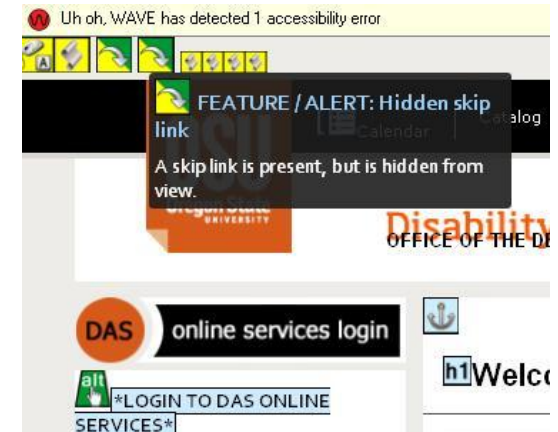 Uh oh, WAVE has detected 1 accessibility error
A
FEATURE / ALERT: Hidden skip
link
A skip link is present, but is hidden from
view.
Calendar
Catalog
OSU
Oregon State
UNIVERSITY
Disability
OFFICE OF THE DE
DAS online services login
h1 Welco
alt *LOGIN TO DAS ONLINE
SERVICES*